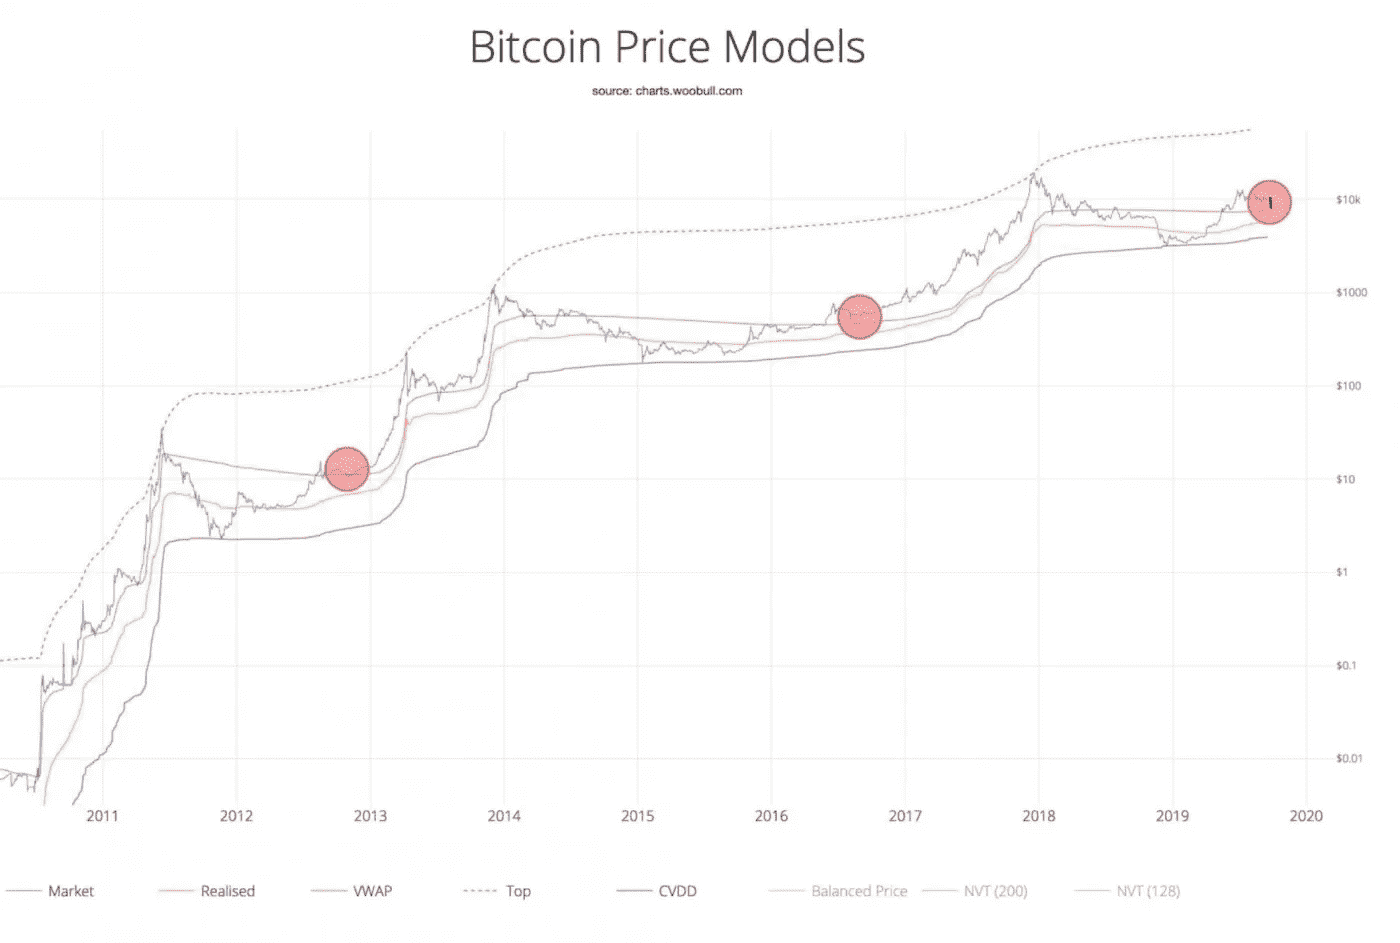 Bitcoin Price Models
source: charts.woobull.com
$10k
$1000
$100
$10
$1
$0.1
$0.01
2011 2012 2013 2014 2015 2016 2017 2018 2019 2020
Market Realised VWAP Top CVDD Balanced Price NVT (200) NVT (128)